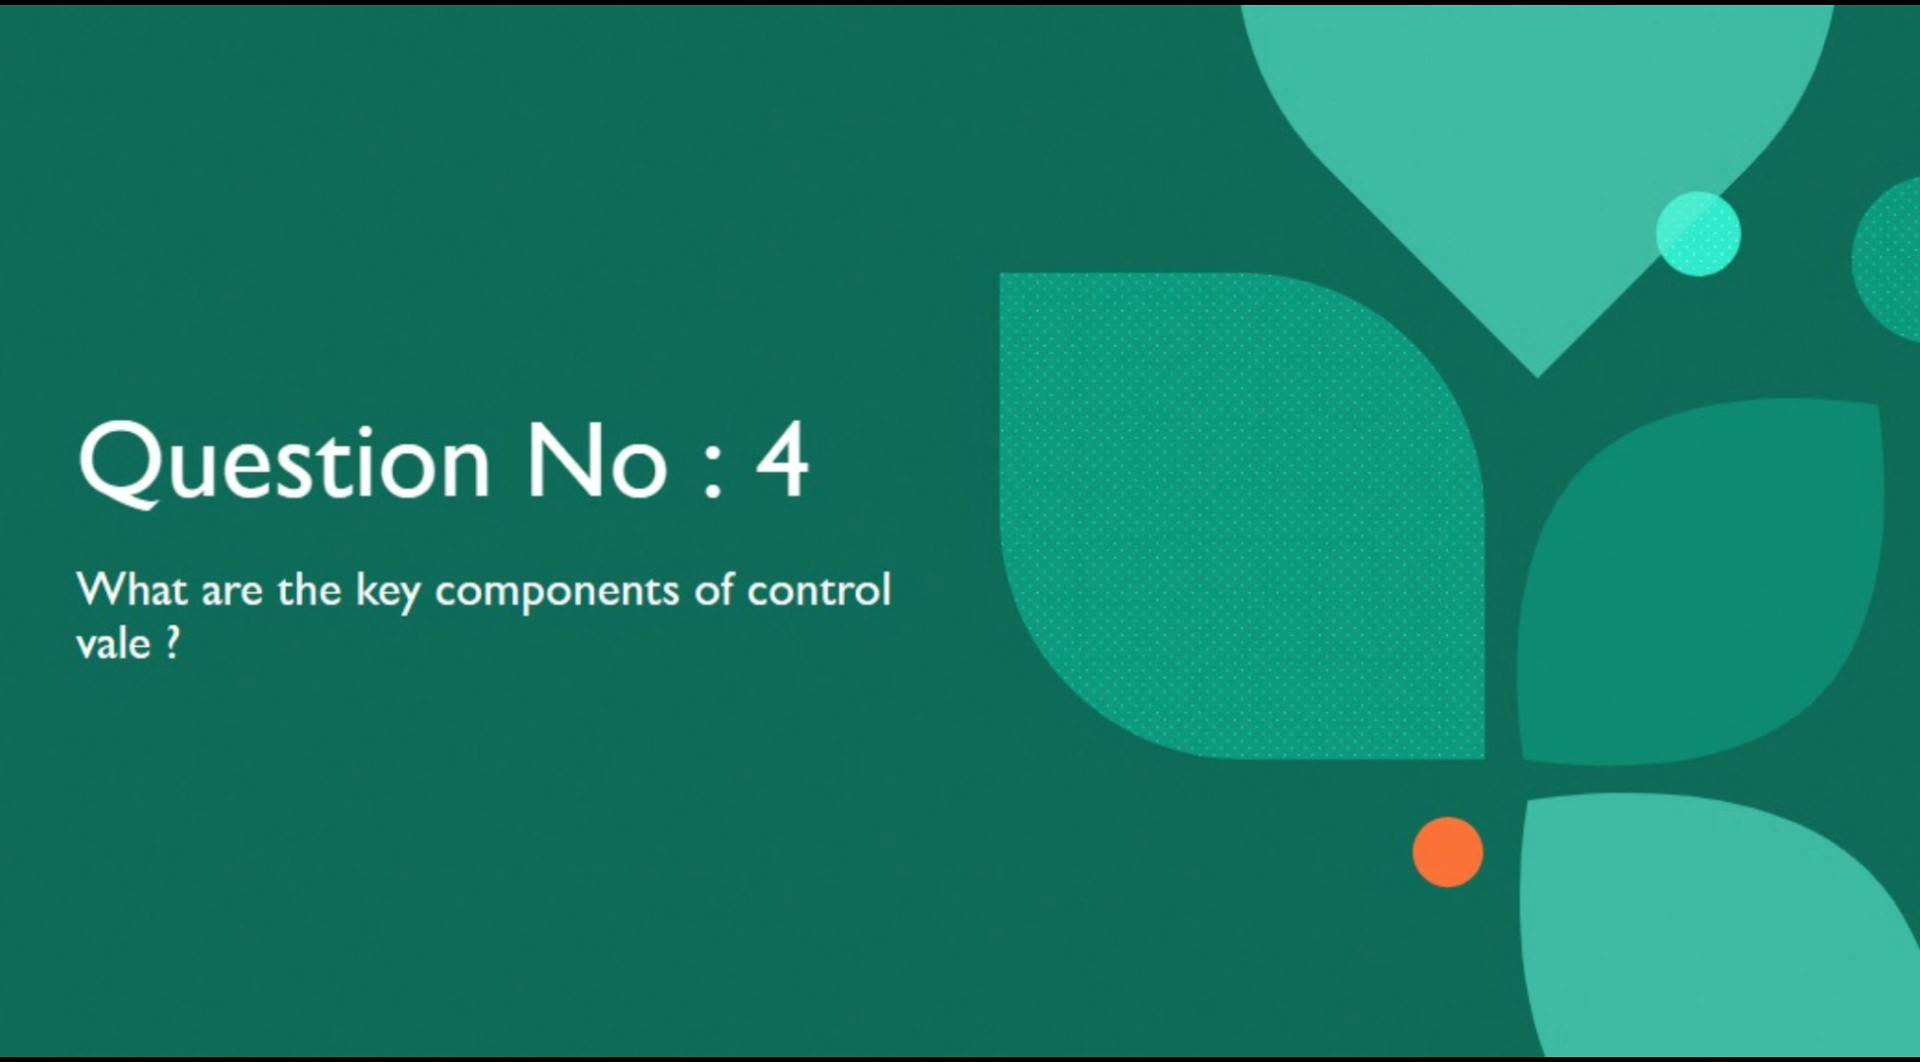 Question No : 4
What are the key components of control
vale ?